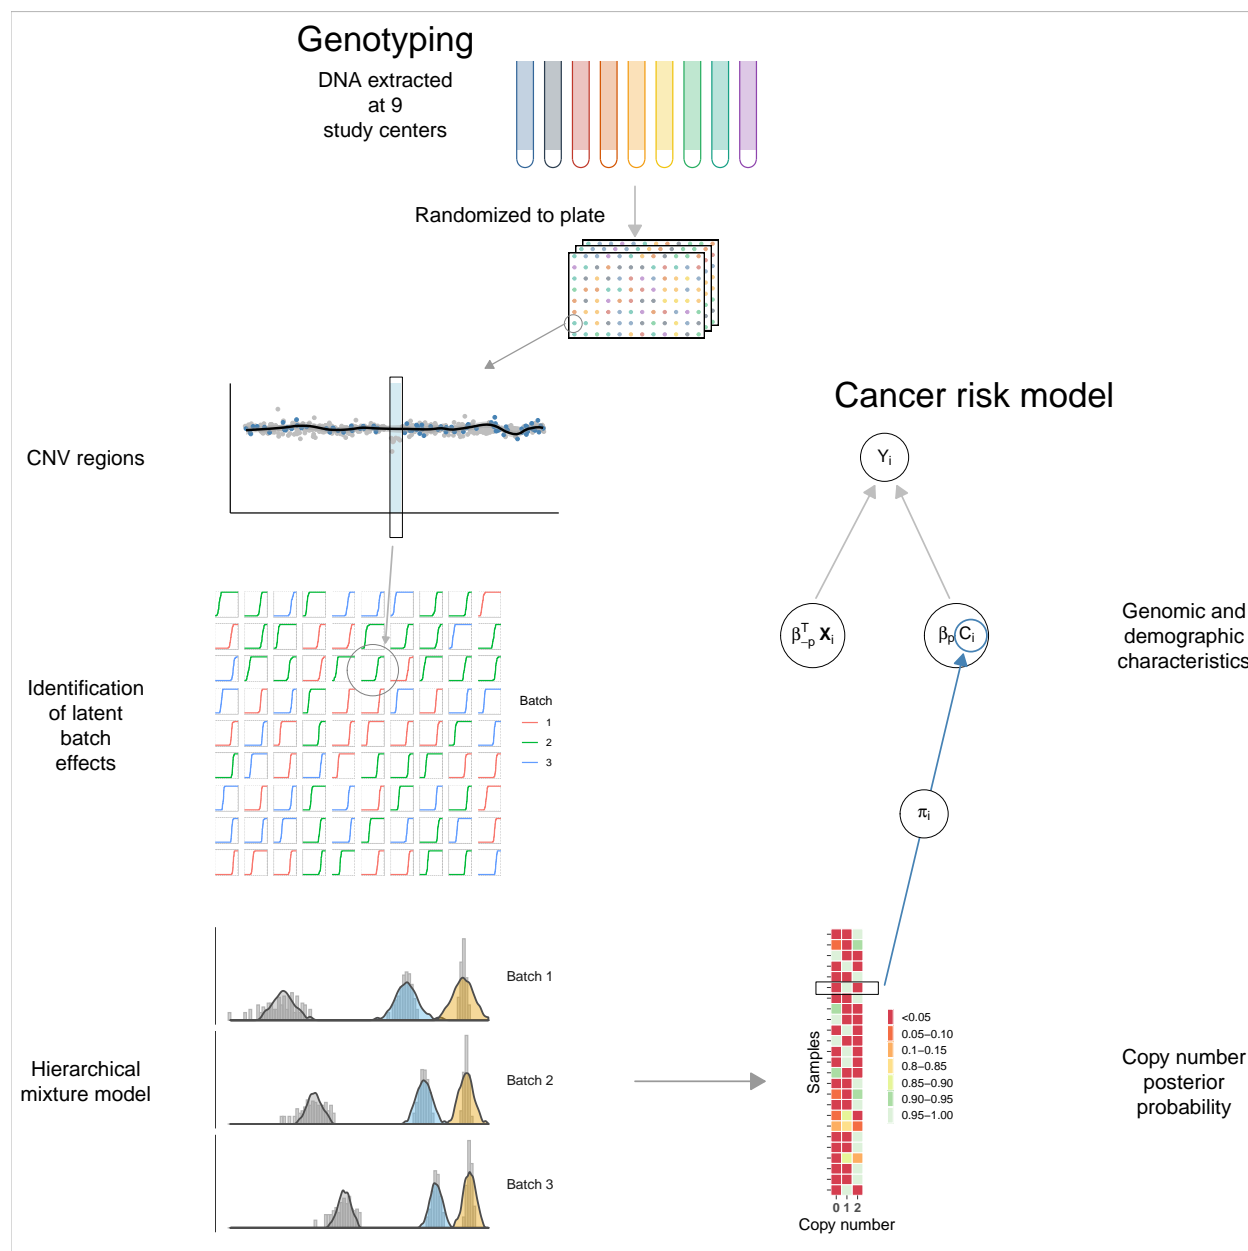 Genotyping
DNA extracted
at 9
study centers
Randomized to plate
CNV regions
Identification
of latent
batch
effects
Batch
1
2
3
Hierarchical
mixture model
Batch 1
Batch 2
Batch 3
Cancer risk model
Yi
βT−p Xi
βp Ci
Genomic and
demographic
characteristics
πi
Samples
0 1 2
Copy number
<0.05
0.05−0.10
0.1−0.15
0.8−0.85
0.85−0.90
0.90−0.95
0.95−1.00
Copy number
posterior
probability